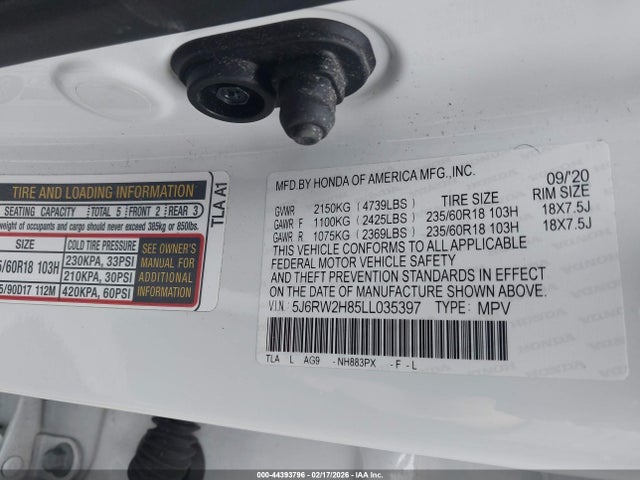 TIRE AND LOADING INFORMATION
SEATING CAPACITY TOTAL 5 FRONT 2 REAR 3
weight of occupants and cargo should never exceed 385kg or 850lbs.
SIZE COLD TIRE PRESSURE
/60R18 103H 230KPA, 33PSI
210KPA, 30PSI
5/90D17 112M 420KPA, 60PSI
SEE OWNER'S
MANUAL FOR
ADDITIONAL
INFORMATION
TLA A1
MFD.BY HONDA OF AMERICA MFG.,INC. 09/'20
GVWR 2150KG (4739LBS) TIRE SIZE RIM SIZE
GAWR F 1100KG (2425LBS) 235/60R18 103H 18X7.5J
GAWR R 1075KG (2369LBS) 235/60R18 103H 18X7.5J
THIS VEHICLE CONFORMS TO ALL APPLICABLE
FEDERAL MOTOR VEHICLE SAFETY
AND THEFT PREVENTION STANDARDS IN EFFECT
ON THE DATE OF MANUFACTURE SHOWN ABOVE.
V.I.N. 5J6RW2H85LL035397 TYPE: MPV
TLA L AG9 -NH883PX -F-L
000-44393796 - 02/17/2026 - IAA Inc.